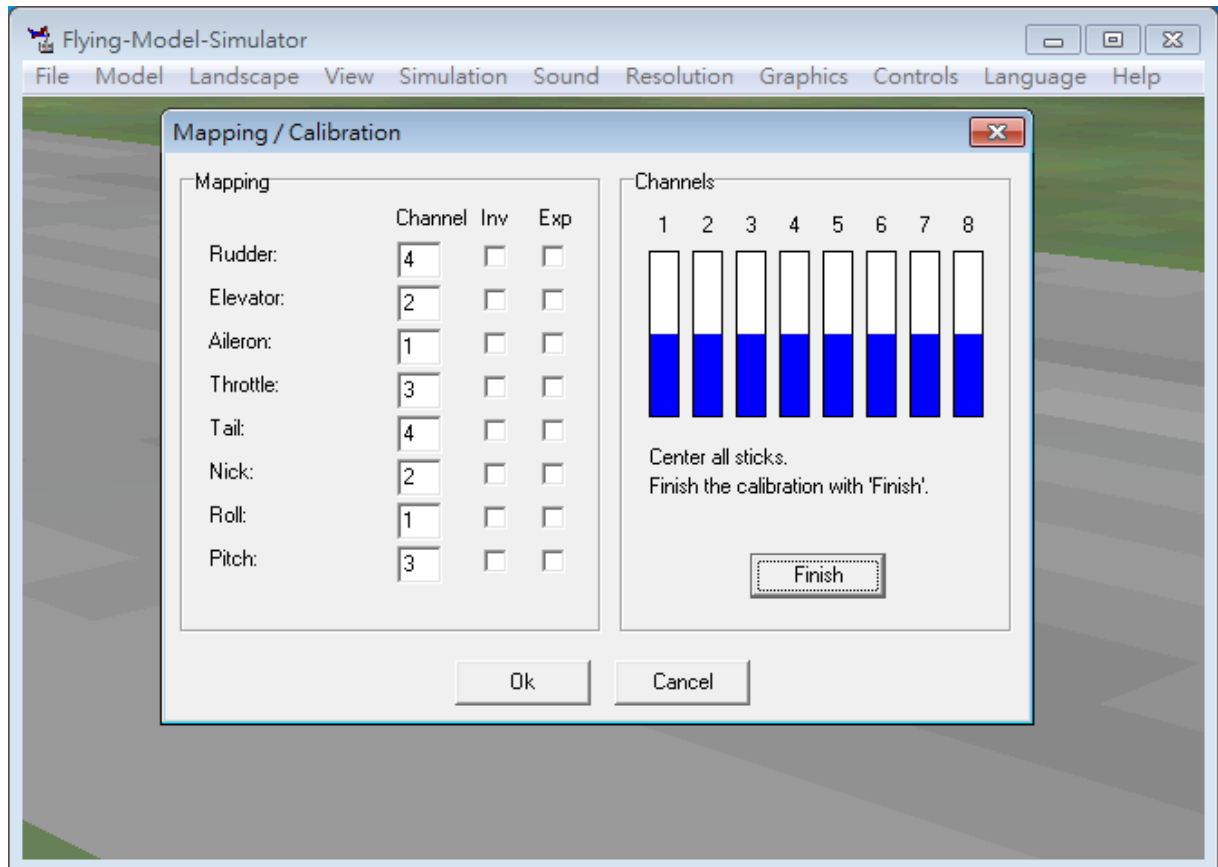 Flying-Model-Simulator
File Model Landscape View Simulation Sound Resolution Graphics Controls Language Help
Mapping / Calibration
Mapping
Channel Inv Exp
Rudder: 4
Elevator: 2
Aileron: 1
Throttle: 3
Tail: 4
Nick: 2
Roll: 1
Pitch: 3
Channels
1 2 3 4 5 6 7 8
Center all sticks.
Finish the calibration with 'Finish'.
Finish
Ok Cancel